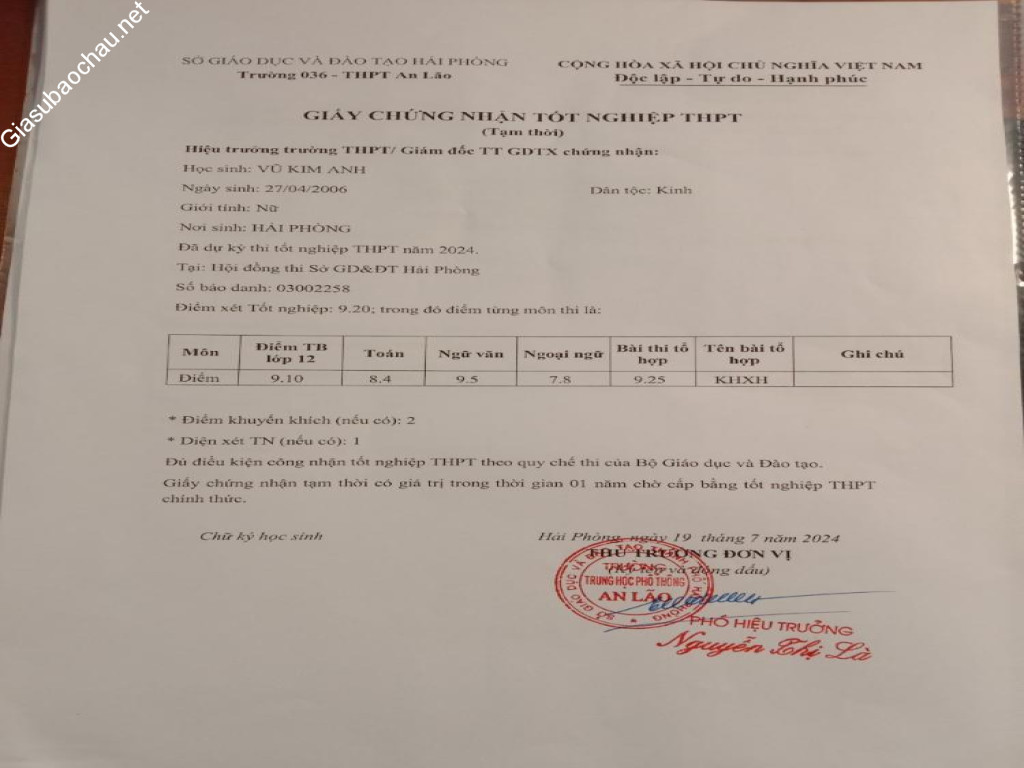 Giasubaochau.net
SỞ GIÁO DỤC VÀ ĐÀO TẠO HẢI PHÒNG
Trường 036 - THPT An Lão
CỘNG HÒA XÃ HỘI CHỦ NGHĨA VIỆT NAM
Độc lập - Tự do - Hạnh phúc
GIẤY CHỨNG NHẬN TỐT NGHIỆP THPT
(Tạm thời)
Hiệu trưởng trường THPT/ Giám đốc TT GDTX chứng nhận:
Học sinh: VŨ KIM ANH
Ngày sinh: 27/04/2006 Dân tộc: Kinh
Giới tính: Nữ
Nơi sinh: HẢI PHÒNG
Đã dự kỳ thi tốt nghiệp THPT năm 2024.
Tại: Hội đồng thi Sở GD&ĐT Hải Phòng
Số báo danh: 03002258
Điểm xét Tốt nghiệp: 9.20; trong đó điểm từng môn thi là:
Môn Điểm TB lớp 12 Toán Ngữ văn Ngoại ngữ Bài thi tổ hợp Tên bài tổ hợp Ghi chú
Điểm 9.10 8.4 9.5 7.8 9.25 KHXH
* Điểm khuyến khích (nếu có): 2
* Diện xét TN (nếu có): 1
Đủ điều kiện công nhận tốt nghiệp THPT theo quy chế thi của Bộ Giáo dục và Đào tạo.
Giấy chứng nhận tạm thời có giá trị trong thời gian 01 năm chờ cấp bằng tốt nghiệp THPT
chính thức.
Chữ ký học sinh
Hải Phòng, ngày 19 tháng 7 năm 2024
THỦ TRƯỞNG ĐƠN VỊ
(Ký tên và đóng dấu)
TRƯỜNG
TRUNG HỌC PHỔ THÔNG
AN LÃO
PHÓ HIỆU TRƯỞNG
Nguyễn Thị Là